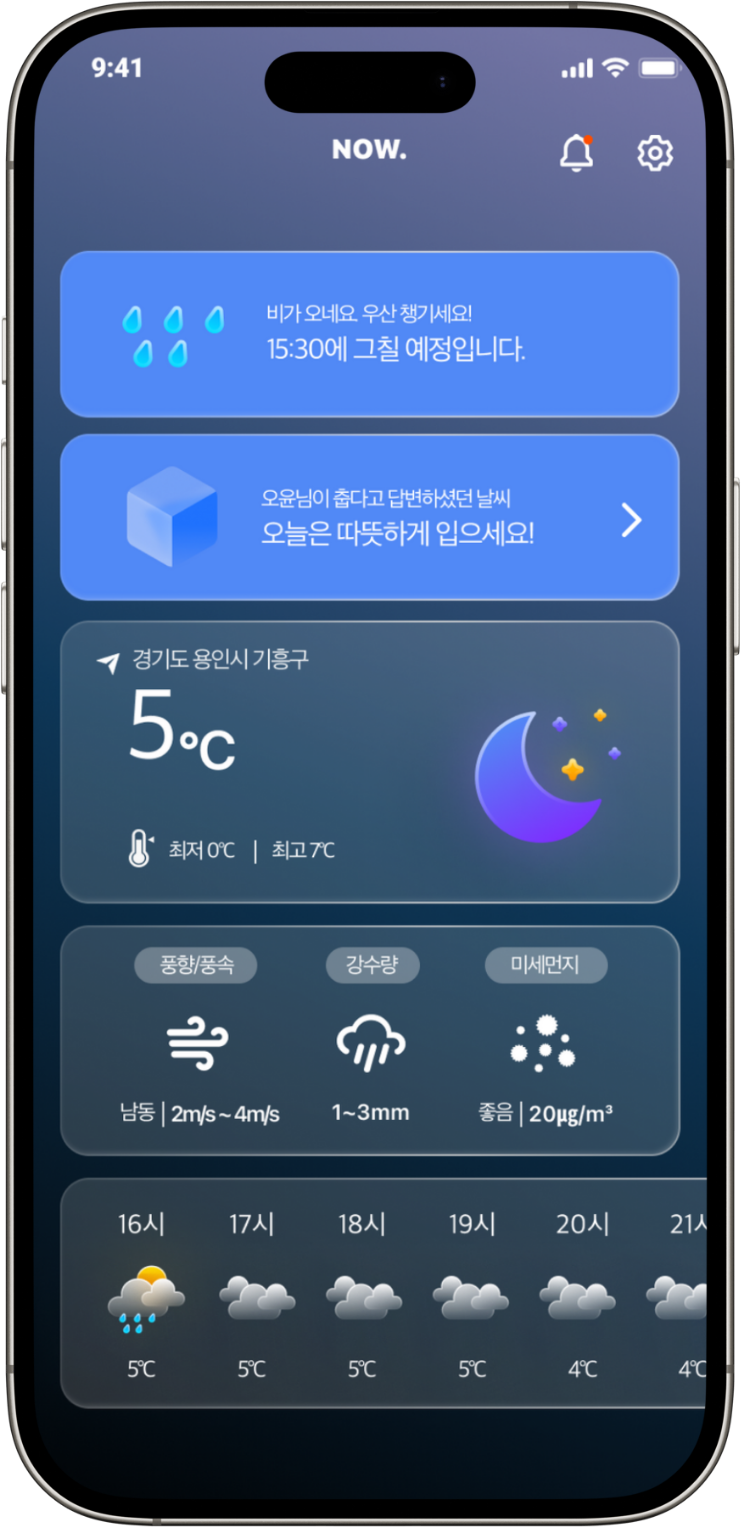 9:41
NOW.
비가 오네요. 우산 챙기세요!
15:30에 그칠 예정입니다.
오윤님이 춥다고 답변하셨던 날씨
오늘은 따뜻하게 입으세요!
경기도 용인시 기흥구
5℃
최저 0℃ | 최고 7℃
풍향/풍속 강수량 미세먼지
남동 | 2m/s ~ 4m/s 1~3mm 좋음 | 20㎍/m³
16시 17시 18시 19시 20시 21시
5℃ 5℃ 5℃ 5℃ 4℃ 4℃